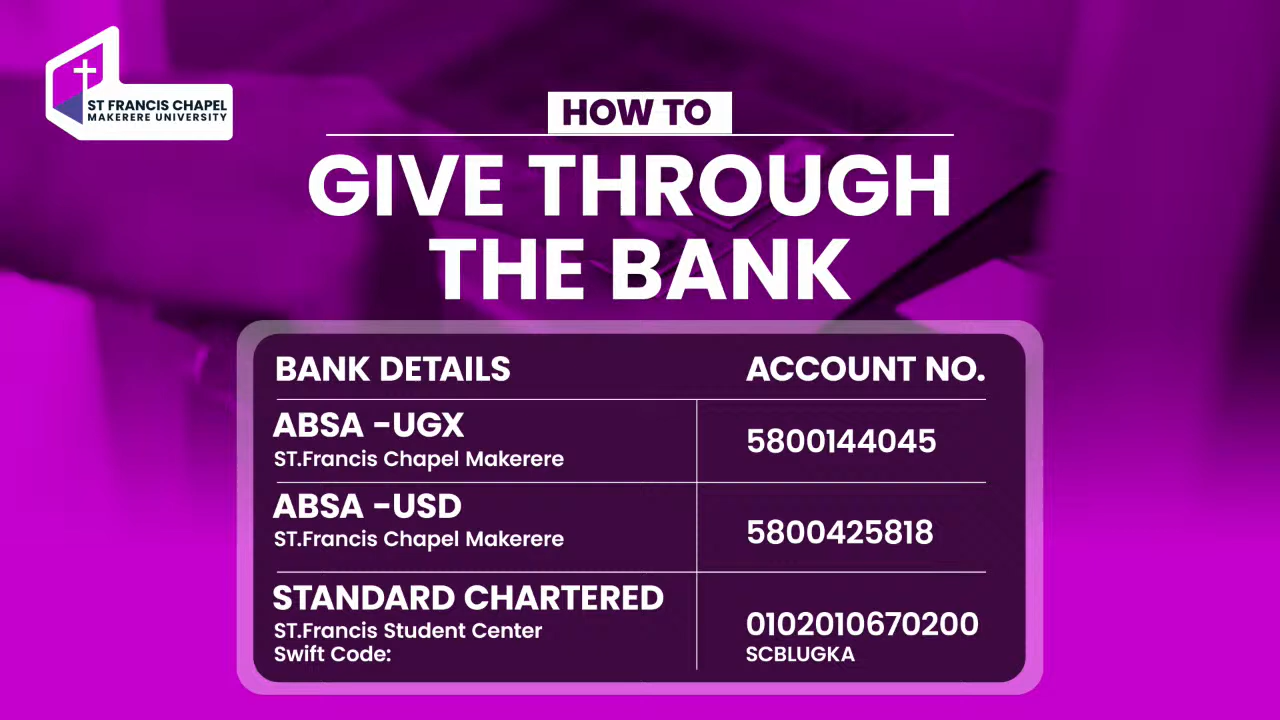 ST FRANCIS CHAPEL
MAKERERE UNIVERSITY
HOW TO
GIVE THROUGH
THE BANK
BANK DETAILS ACCOUNT NO.
ABSA -UGX
ST.Francis Chapel Makerere
5800144045
ABSA -USD
ST.Francis Chapel Makerere
5800425818
STANDARD CHARTERED
ST.Francis Student Center
0102010670200
Swift Code: SCBLUGKA